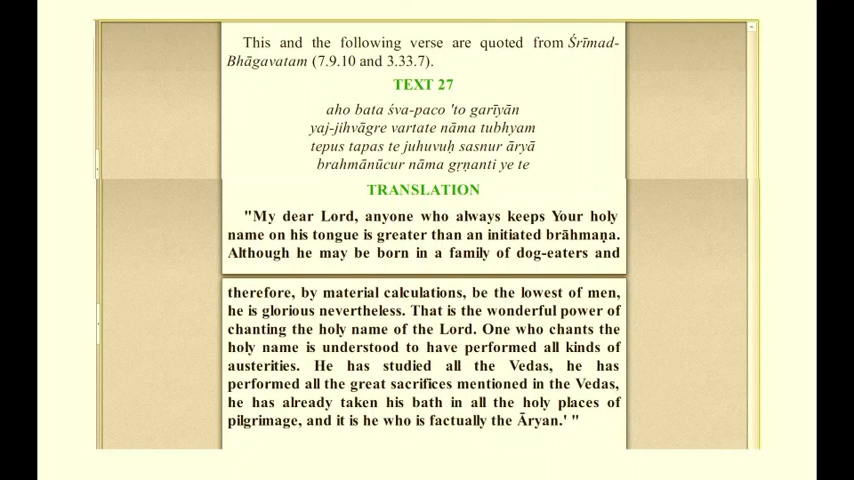 This and the following verse are quoted from Śrīmad-
Bhāgavatam (7.9.10 and 3.33.7).
TEXT 27
aho bata śva-paco 'to garīyān
yaj-jihvāgre vartate nāma tubhyam
tepus tapas te juhuvuḥ sasnur āryā
brahmānūcur nāma gṛṇanti ye te
TRANSLATION
"My dear Lord, anyone who always keeps Your holy
name on his tongue is greater than an initiated brāhmaṇa.
Although he may be born in a family of dog-eaters and
therefore, by material calculations, be the lowest of men,
he is glorious nevertheless. That is the wonderful power of
chanting the holy name of the Lord. One who chants the
holy name is understood to have performed all kinds of
austerities. He has studied all the Vedas, he has
performed all the great sacrifices mentioned in the Vedas,
he has already taken his bath in all the holy places of
pilgrimage, and it is he who is factually the Āryan.' "